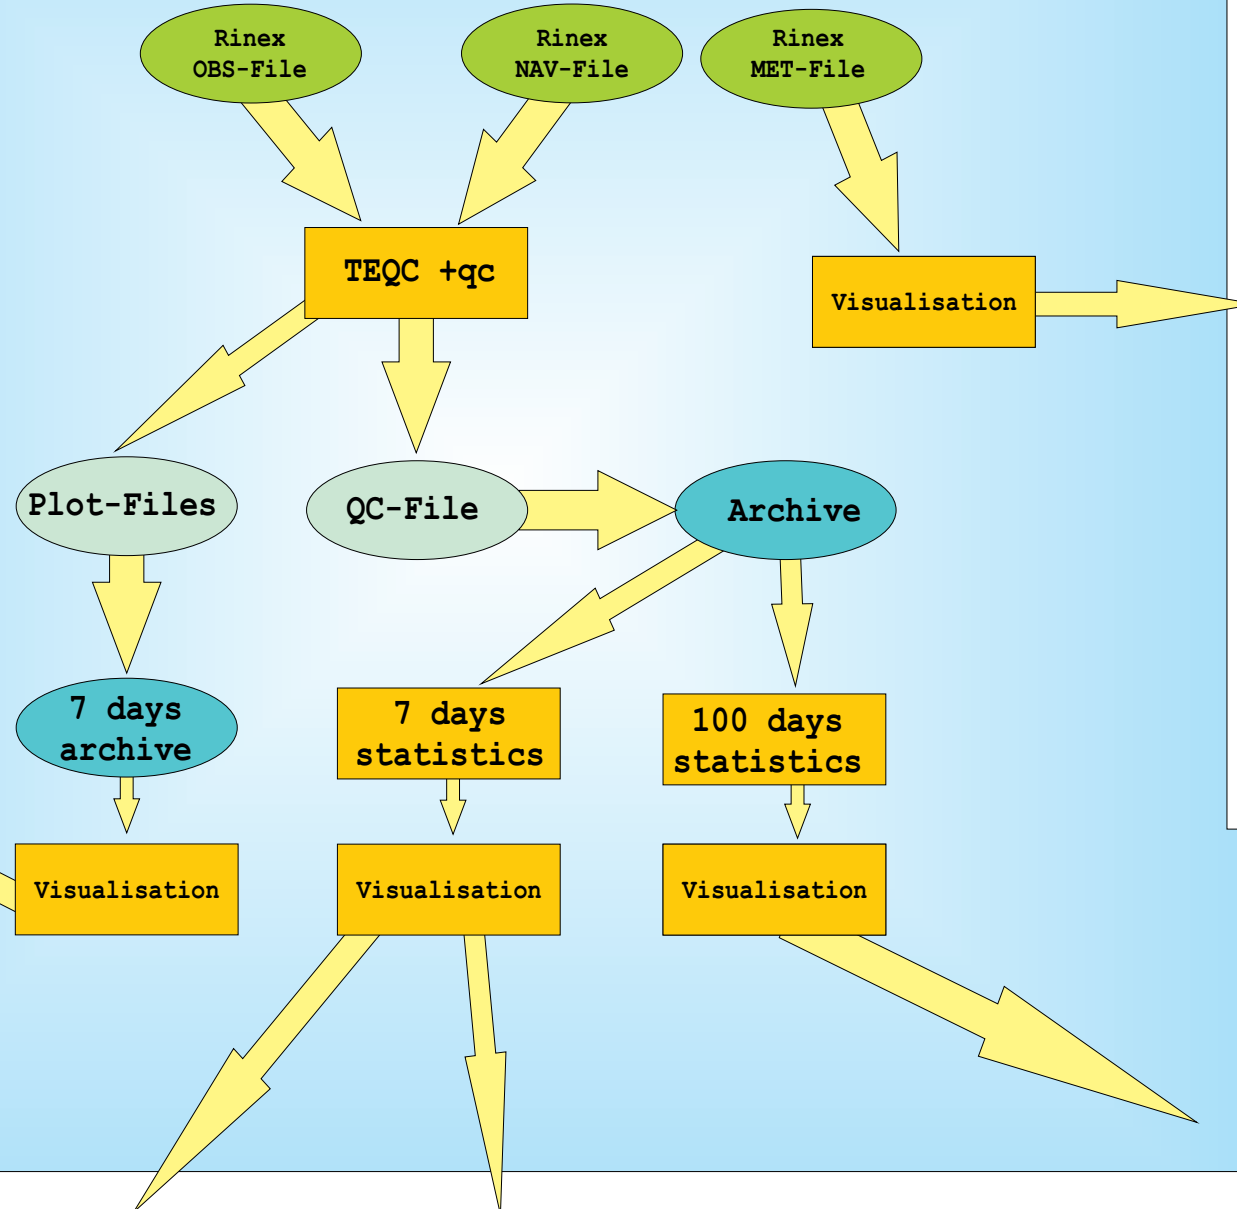 Rinex
OBS-File
Rinex
NAV-File
Rinex
MET-File
TEQC +qc
Visualisation
Plot-Files
QC-File
Archive
7 days
archive
7 days
statistics
100 days
statistics
Visualisation
Visualisation
Visualisation